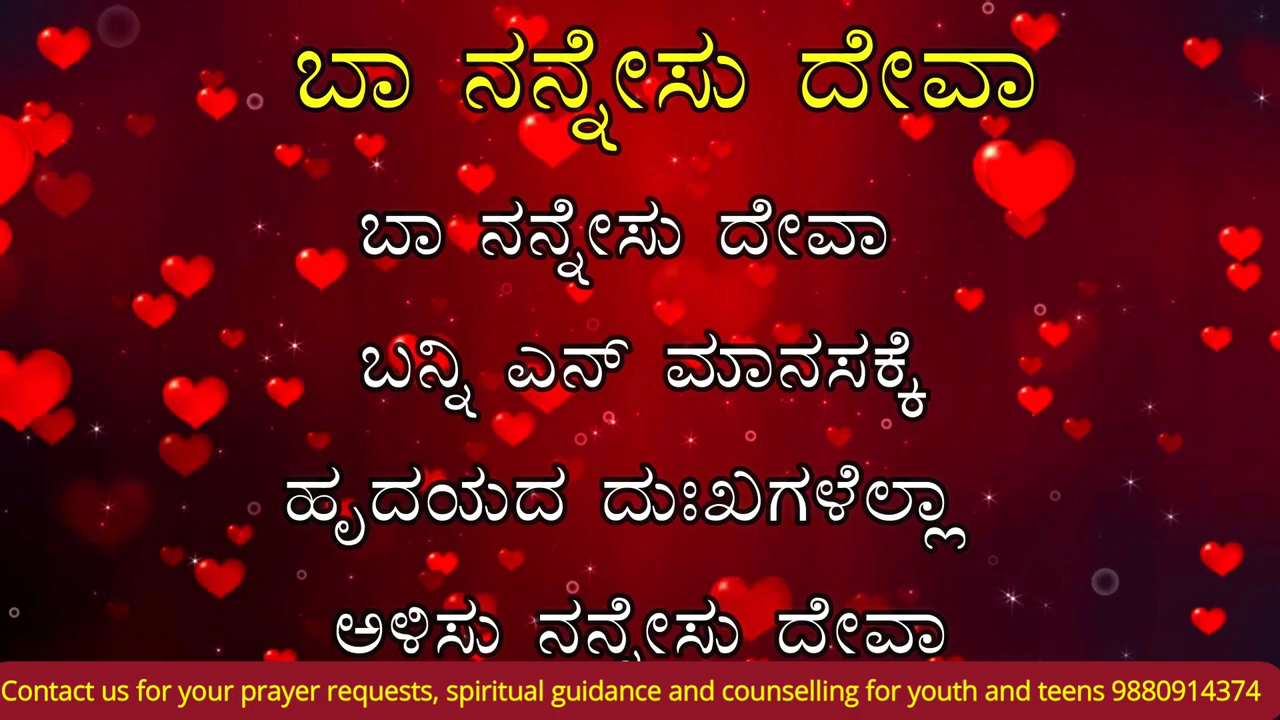 ಬಾ ನನ್ನೇಸು ದೇವಾ
ಬಾ ನನ್ನೇಸು ದೇವಾ
ಬನ್ನಿ ಎನ್ ಮಾನಸಕ್ಕೆ
ಹೃದಯದ ದುಃಖಗಳೆಲ್ಲಾ
ಅಳಿಸು ನನ್ನೇಸು ದೇವಾ
Contact us for your prayer requests, spiritual guidance and counselling for youth and teens 9880914374